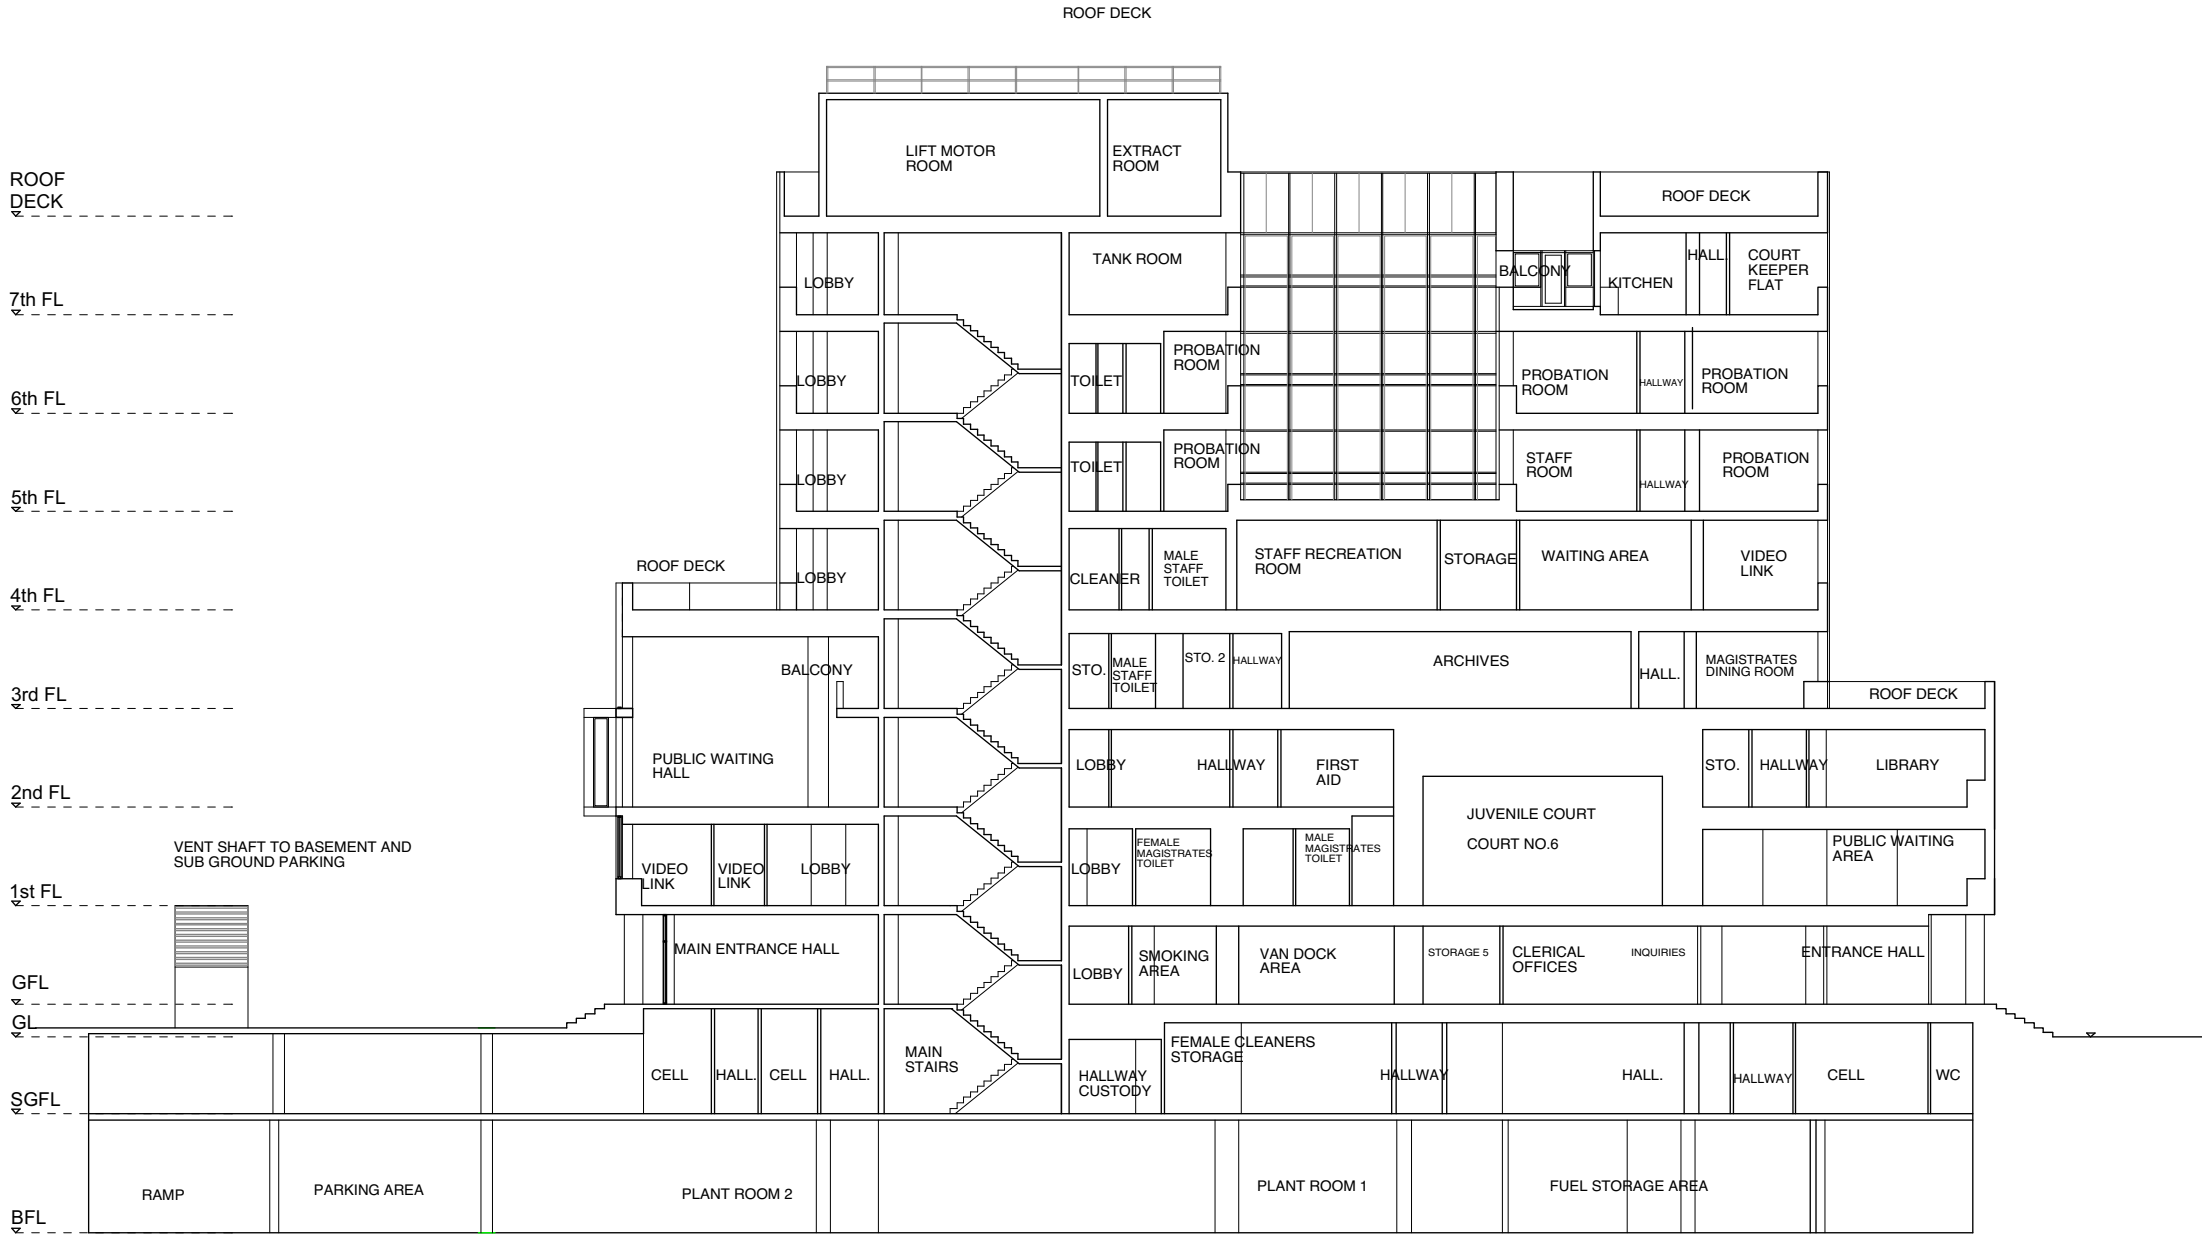 ROOF DECK
LIFT MOTOR
ROOM
EXTRACT
ROOM
ROOF
DECK
ROOF DECK
TANK ROOM
LOBBY
BALCONY
KITCHEN
HALL.
COURT
KEEPER
FLAT
7th FL
PROBATION
ROOM
LOBBY
TOILET
PROBATION
ROOM
HALLWAY
PROBATION
ROOM
6th FL
PROBATION
ROOM
LOBBY
TOILET
STAFF
ROOM
HALLWAY
PROBATION
ROOM
5th FL
ROOF DECK
LOBBY
CLEANER
MALE
STAFF
TOILET
STAFF RECREATION
ROOM
STORAGE
WAITING AREA
VIDEO
LINK
4th FL
BALCONY
STO.
MALE
STAFF
TOILET
STO. 2
HALLWAY
ARCHIVES
HALL.
MAGISTRATES
DINING ROOM
3rd FL
ROOF DECK
PUBLIC WAITING
HALL
LOBBY
HALLWAY
FIRST
AID
STO.
HALLWAY
LIBRARY
2nd FL
JUVENILE COURT
COURT NO.6
VENT SHAFT TO BASEMENT AND
SUB GROUND PARKING
VIDEO
LINK
VIDEO
LINK
LOBBY
LOBBY
FEMALE
MAGISTRATES
TOILET
MALE
MAGISTRATES
TOILET
PUBLIC WAITING
AREA
1st FL
MAIN ENTRANCE HALL
LOBBY
SMOKING
AREA
VAN DOCK
AREA
STORAGE 5
CLERICAL
OFFICES
INQUIRIES
ENTRANCE HALL
GFL
GL
CELL
HALL.
CELL
HALL.
MAIN
STAIRS
HALLWAY
CUSTODY
FEMALE CLEANERS
STORAGE
HALLWAY
HALL.
HALLWAY
CELL
WC
SGFL
RAMP
PARKING AREA
PLANT ROOM 2
PLANT ROOM 1
FUEL STORAGE AREA
BFL